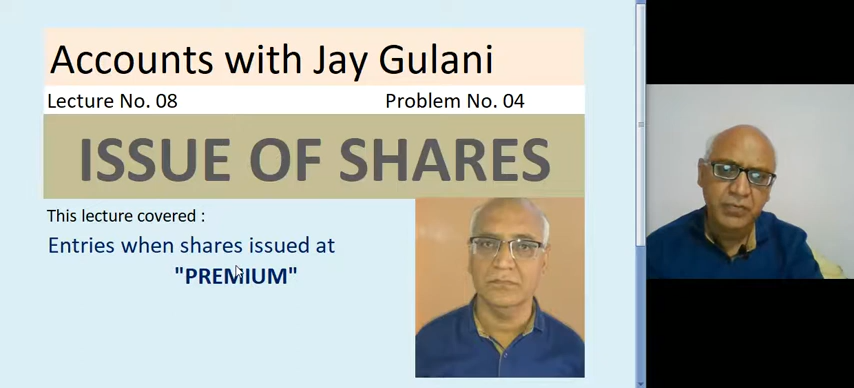 Accounts with Jay Gulani
Lecture No. 08 Problem No. 04
ISSUE OF SHARES
This lecture covered :
Entries when shares issued at
"PREMIUM"